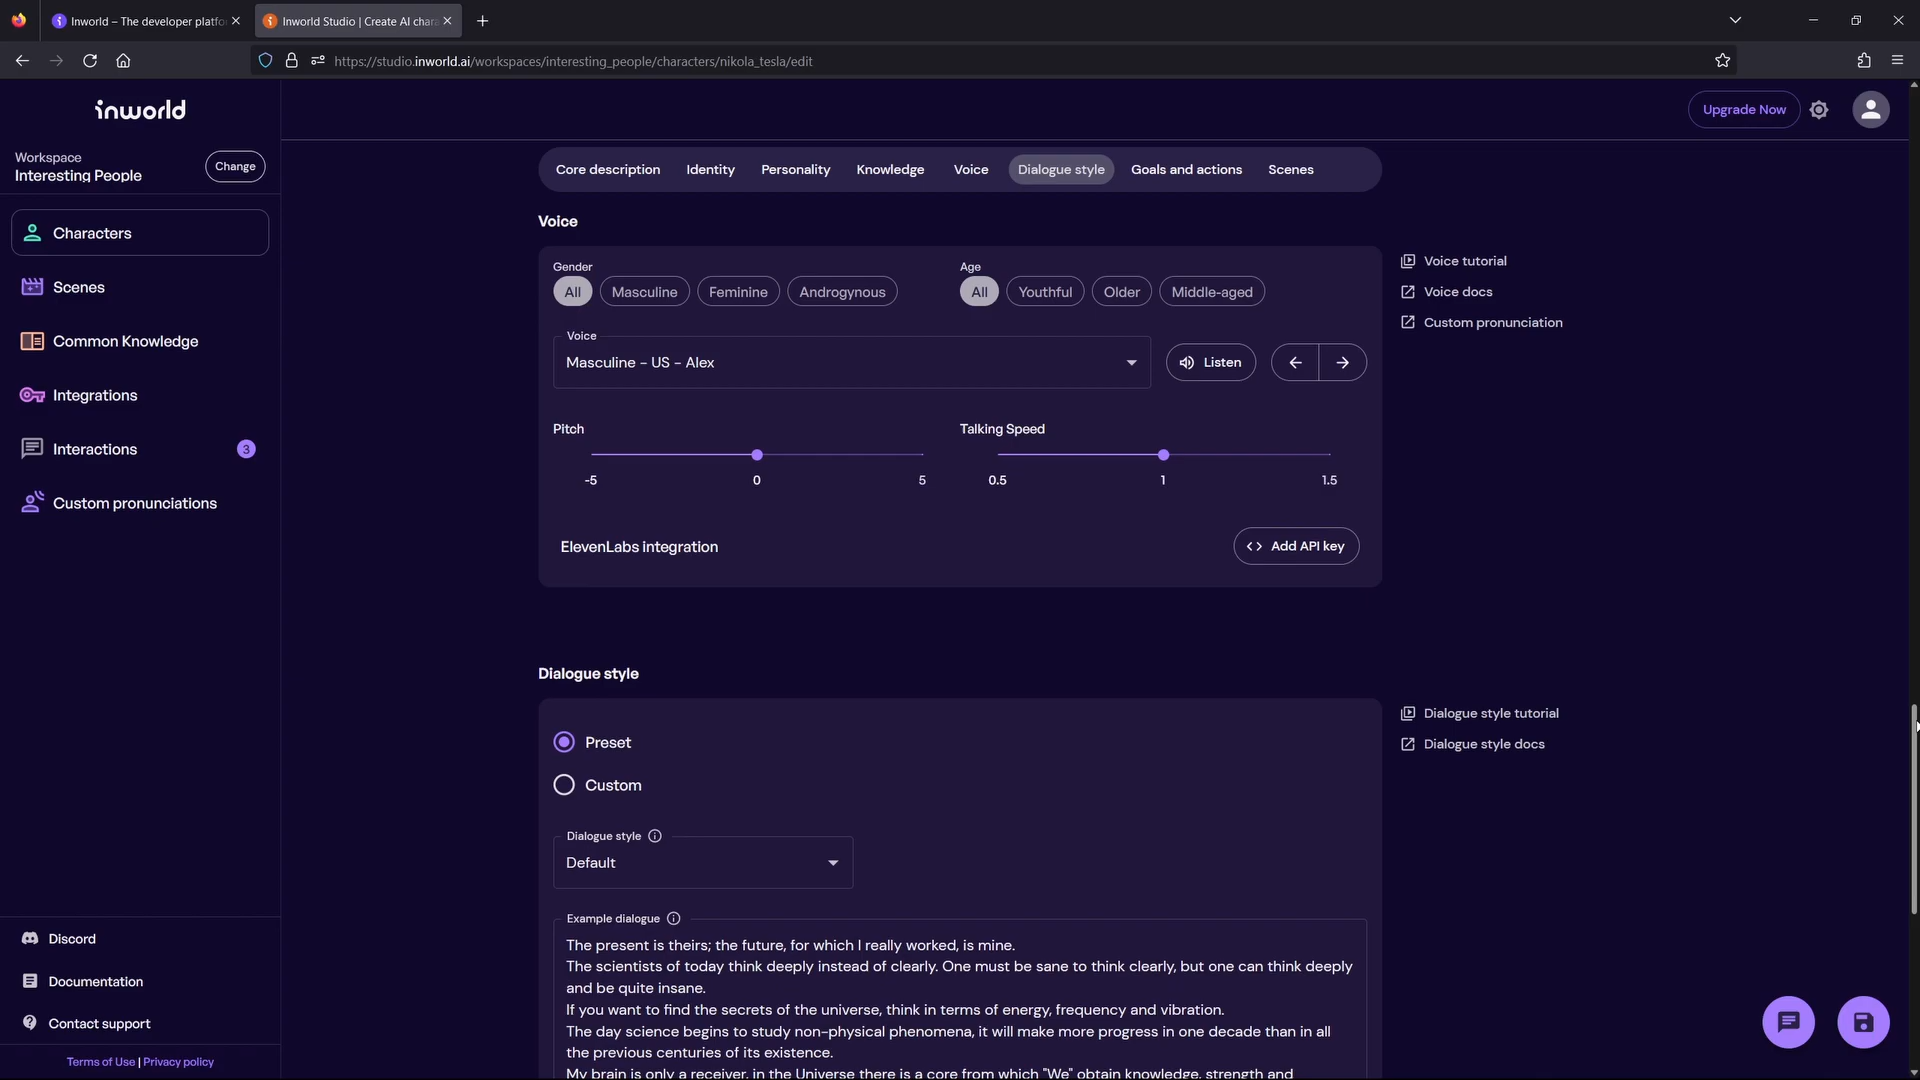 Inworld – The developer platfo
Inworld Studio | Create AI chara
https://studio.inworld.ai/workspaces/interesting_people/characters/nikola_tesla/edit
inworld
Upgrade Now
Workspace
Interesting People
Change
Characters
Scenes
Common Knowledge
Integrations
Interactions
3
Custom pronunciations
Discord
Documentation
Contact support
Terms of Use | Privacy policy
Core description
Identity
Personality
Knowledge
Voice
Dialogue style
Goals and actions
Scenes
Voice
Gender
All
Masculine
Feminine
Androgynous
Age
All
Youthful
Older
Middle-aged
Voice
Masculine – US – Alex
Listen
Pitch
-5
0
5
Talking Speed
0.5
1
1.5
ElevenLabs integration
Add API key
Voice tutorial
Voice docs
Custom pronunciation
Dialogue style
Preset
Custom
Dialogue style
Default
Example dialogue
The present is theirs; the future, for which I really worked, is mine.
The scientists of today think deeply instead of clearly. One must be sane to think clearly, but one can think deeply
and be quite insane.
If you want to find the secrets of the universe, think in terms of energy, frequency and vibration.
The day science begins to study non-physical phenomena, it will make more progress in one decade than in all
the previous centuries of its existence.
My brain is only a receiver, in the Universe there is a core from which "We" obtain knowledge, strength and
Dialogue style tutorial
Dialogue style docs